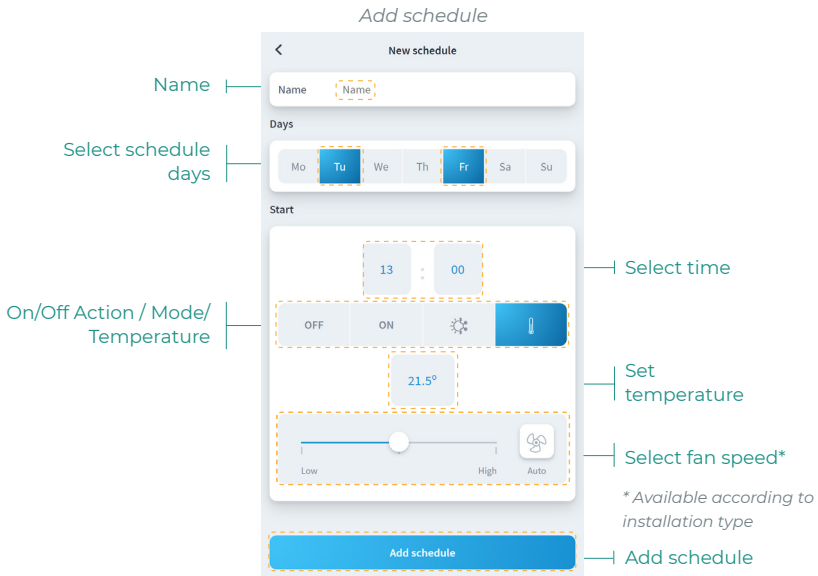 Add schedule
New schedule
Name
Name Name
Days
Select schedule
days
Mo Tu We Th Fr Sa Su
Start
13 : 00
Select time
On/Off Action / Mode/
Temperature
OFF ON
21.5º
Set
temperature
Low High Auto
Select fan speed*
* Available according to
installation type
Add schedule
Add schedule